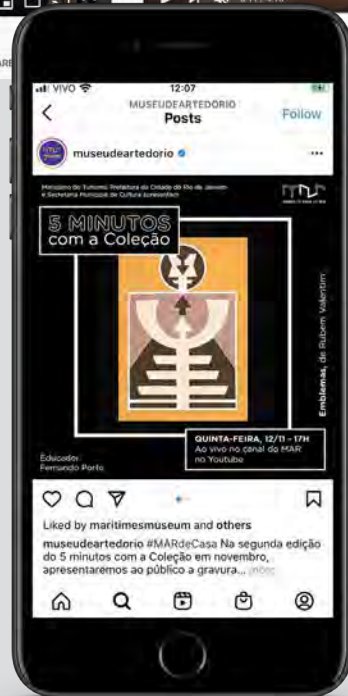 VIVO
12:07
MUSEUDEARTEDORIO
Posts
Follow
museudeartedorio
Ministério do Turismo, Prefeitura da Cidade do Rio de Janeiro
e Secretaria Municipal de Cultura apresentam
5 MINUTOS
com a Coleção
Emblemas, de Rubem Valentim
QUINTA-FEIRA, 12/11 - 17H
Ao vivo no canal do MAR
no Youtube
Educador
Fernando Porto
Liked by maritimesmuseum and others
museudeartedorio #MARdeCasa Na segunda edição
do 5 minutos com a Coleção em novembro,
apresentaremos ao público a gravura... more